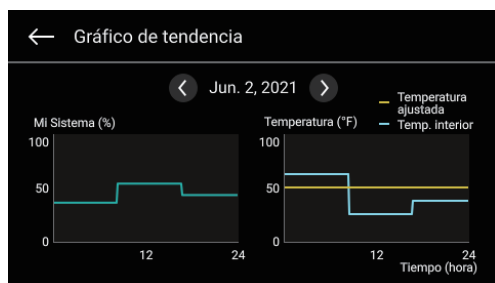 Gráfico de tendencia
Jun. 2, 2021
Temperatura
ajustada
Temp. interior
Mi Sistema (%)
100
50
0
12
24
Temperatura (°F)
100
50
0
12
24
Tiempo (hora)